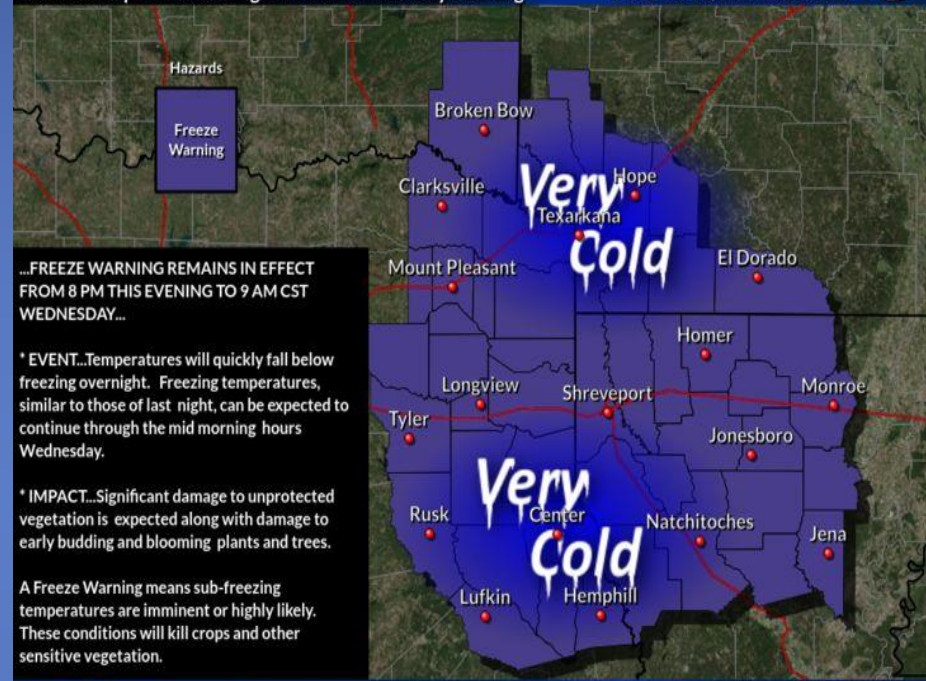 Hazards
Freeze
Warning
Broken Bow
Clarksville
Very
Hope
Texarkana
Cold
Mount Pleasant
El Dorado
Homer
Longview
Shreveport
Monroe
Tyler
Jonesboro
Very
Rusk
Center
Natchitoches
Cold
Jena
Lufkin
Hemphill
...FREEZE WARNING REMAINS IN EFFECT
FROM 8 PM THIS EVENING TO 9 AM CST
WEDNESDAY...
* EVENT...Temperatures will quickly fall below
freezing overnight. Freezing temperatures,
similar to those of last night, can be expected to
continue through the mid morning hours
Wednesday.
* IMPACT...Significant damage to unprotected
vegetation is expected along with damage to
early budding and blooming plants and trees.
A Freeze Warning means sub-freezing
temperatures are imminent or highly likely.
These conditions will kill crops and other
sensitive vegetation.